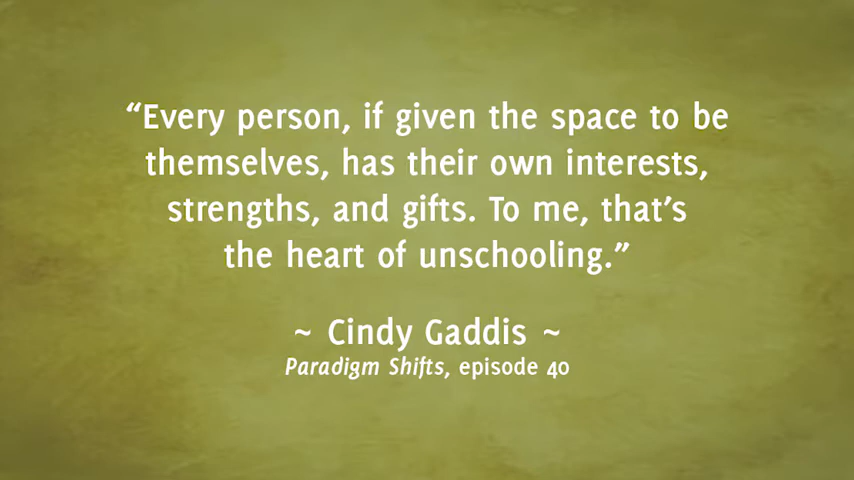 “Every person, if given the space to be
themselves, has their own interests,
strengths, and gifts. To me, that’s
the heart of unschooling.”
~ Cindy Gaddis ~
Paradigm Shifts, episode 40